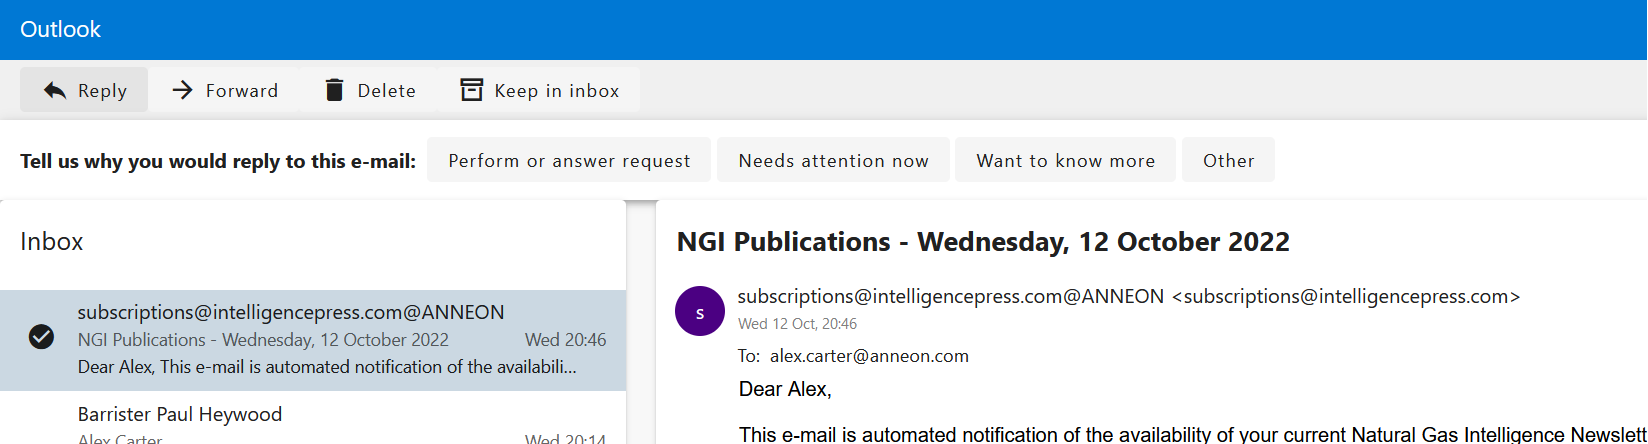 Outlook
Reply Forward Delete Keep in inbox
Tell us why you would reply to this e-mail: Perform or answer request Needs attention now Want to know more Other
Inbox
subscriptions@intelligencepress.com@ANNEON
NGI Publications - Wednesday, 12 October 2022 Wed 20:46
Dear Alex, This e-mail is automated notification of the availabili...
Barrister Paul Heywood
Alex Carter Wed 20:14
NGI Publications - Wednesday, 12 October 2022
s
subscriptions@intelligencepress.com@ANNEON <subscriptions@intelligencepress.com>
Wed 12 Oct, 20:46
To: alex.carter@anneon.com
Dear Alex,
This e-mail is automated notification of the availability of your current Natural Gas Intelligence Newslett